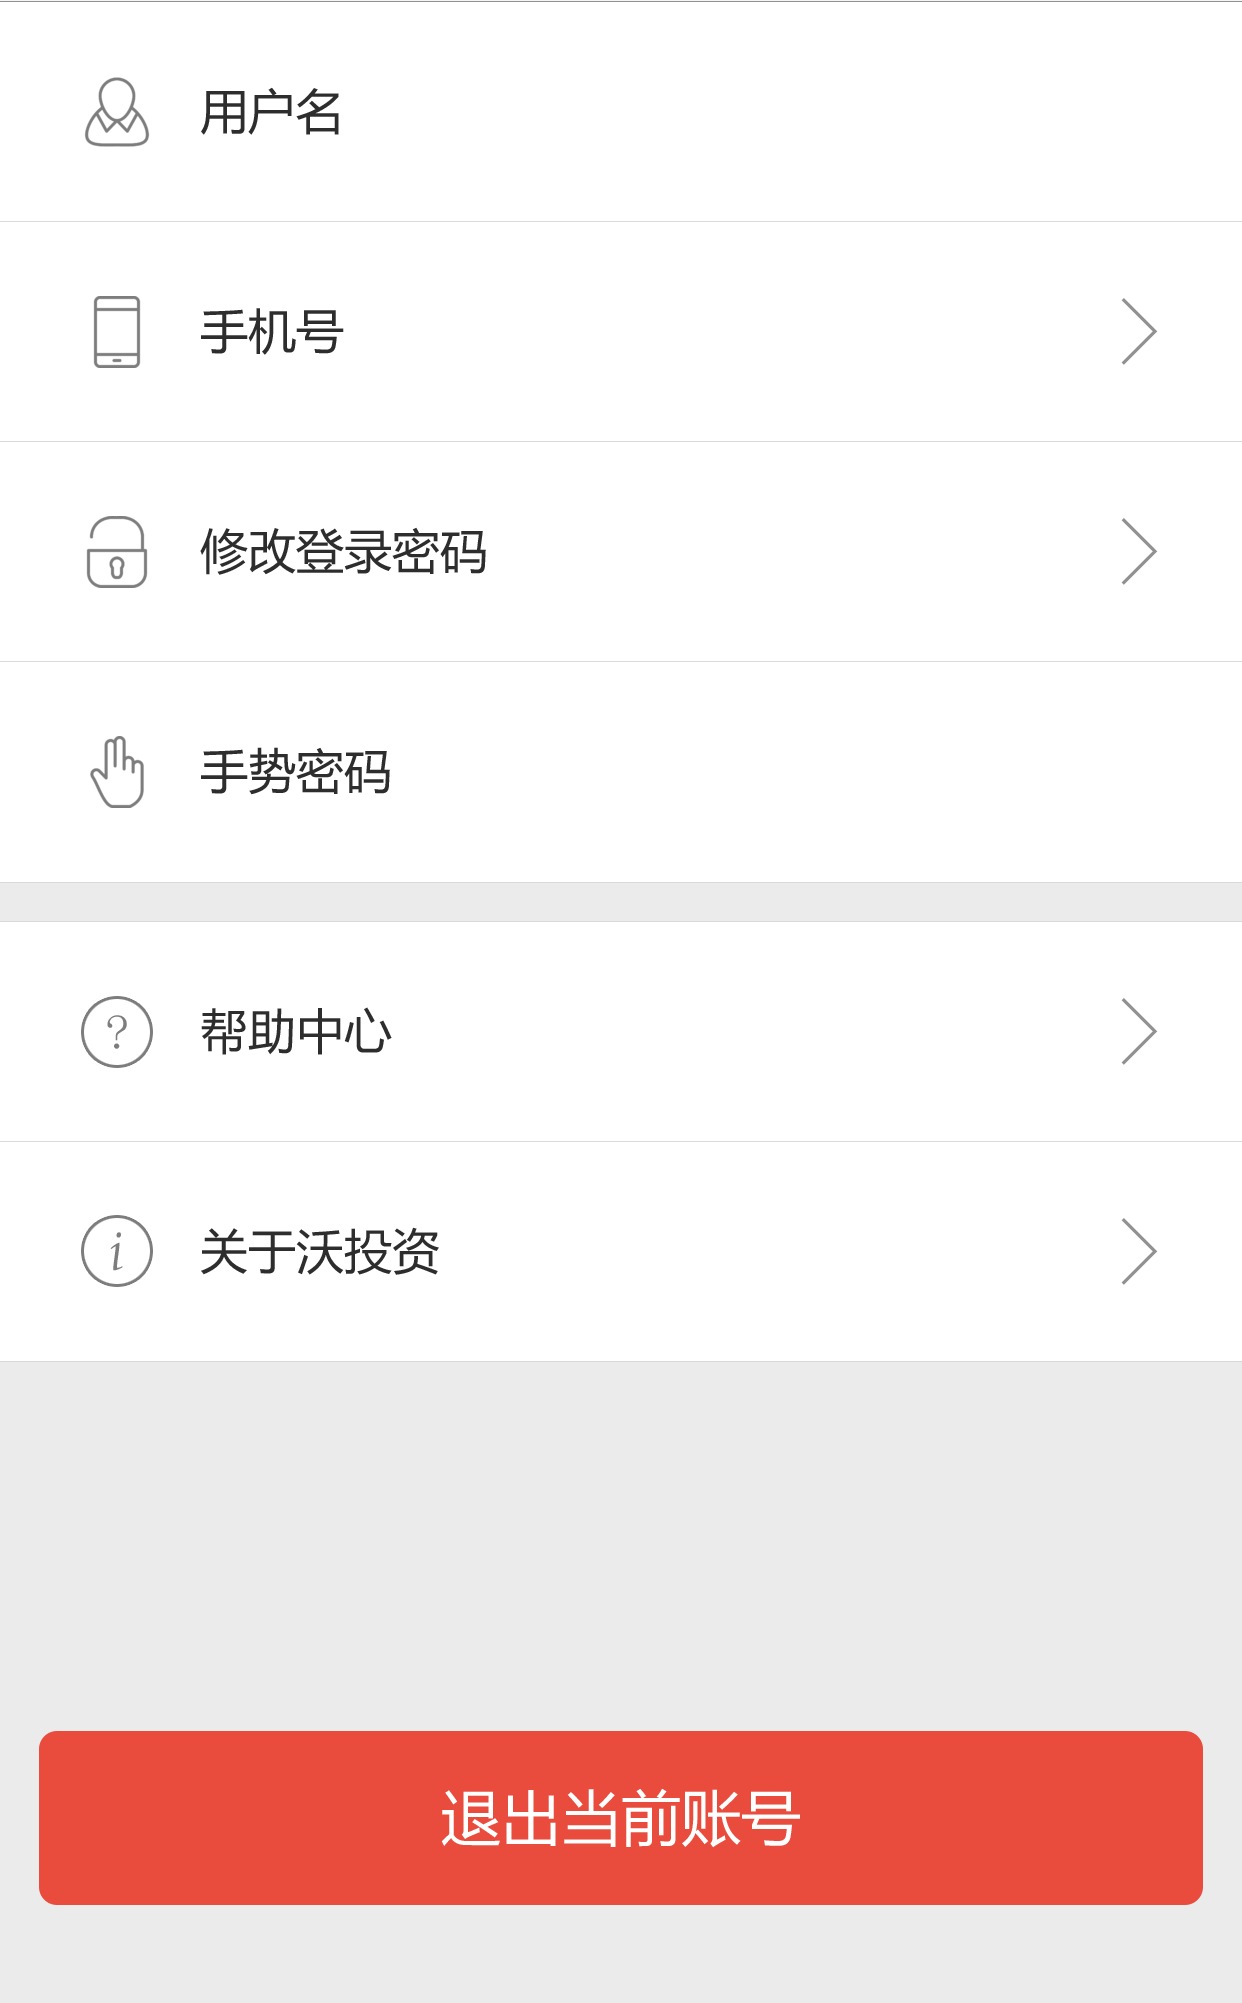 用户名
手机号
修改登录密码
手势密码
帮助中心
关于沃投资
退出当前账号